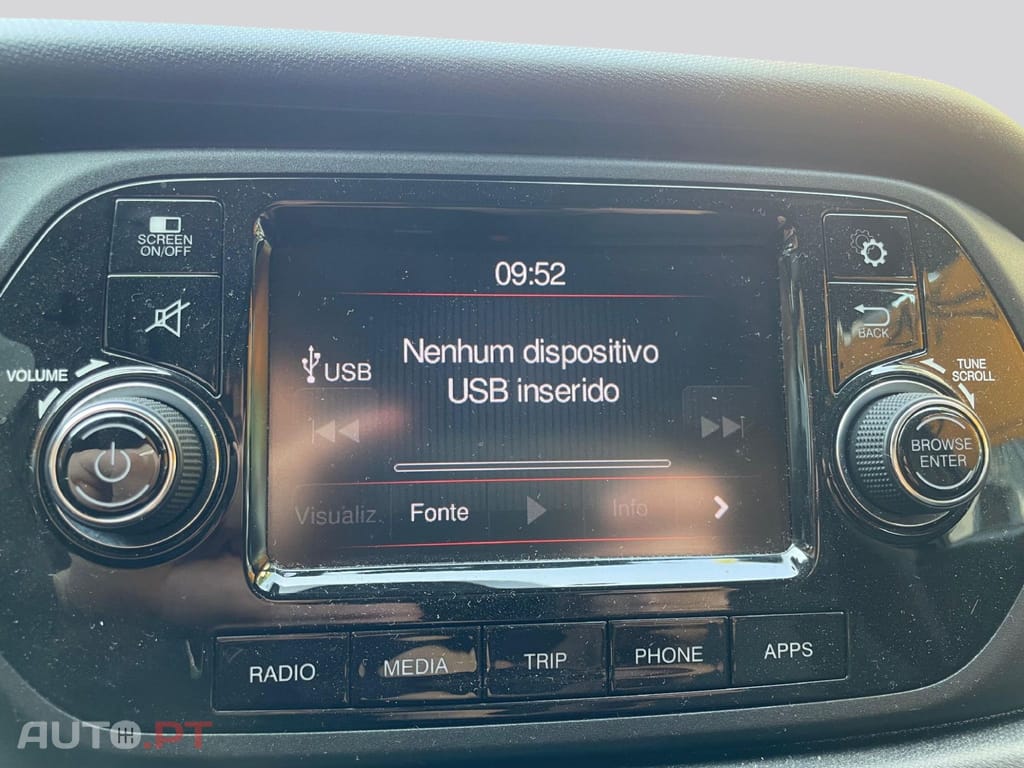 SCREEN
ON/OFF
VOLUME
09:52
USB
Nenhum dispositivo
USB inserido
Visualiz.
Fonte
Info
BACK
TUNE
SCROLL
BROWSE
ENTER
RADIO
MEDIA
TRIP
PHONE
APPS
AUTO.PT